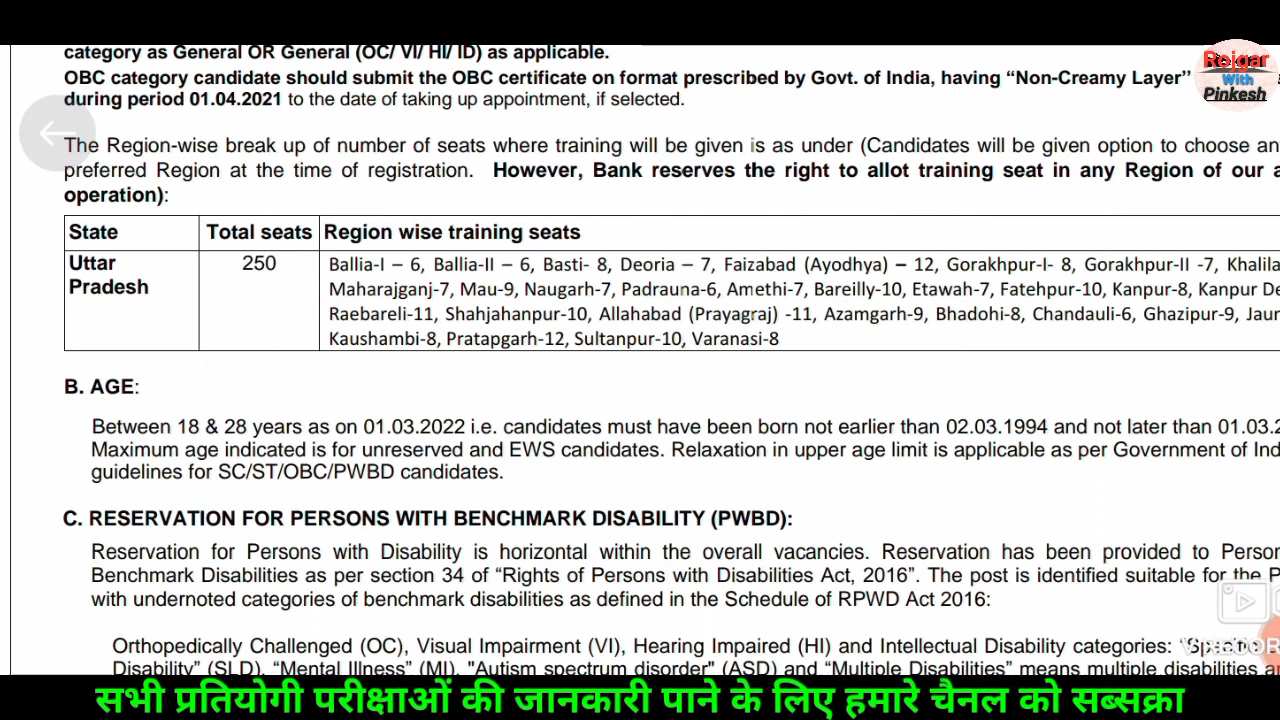 category as General OR General (OC/ VI/ HI/ ID) as applicable.
OBC category candidate should submit the OBC certificate on format prescribed by Govt. of India, having “Non-Creamy Layer”
during period 01.04.2021 to the date of taking up appointment, if selected.
Rojgar
With
Pinkesh
The Region-wise break up of number of seats where training will be given is as under (Candidates will be given option to choose
preferred Region at the time of registration. However, Bank reserves the right to allot training seat in any Region of our
operation):
State Total seats Region wise training seats
Uttar Pradesh 250 Ballia-I – 6, Ballia-II – 6, Basti- 8, Deoria – 7, Faizabad (Ayodhya) – 12, Gorakhpur-I- 8, Gorakhpur-II -7,
Maharajganj-7, Mau-9, Naugarh-7, Padrauna-6, Amethi-7, Bareilly-10, Etawah-7, Fatehpur-10, Kanpur-8, Kanpur
Raebareli-11, Shahjahanpur-10, Allahabad (Prayagraj) -11, Azamgarh-9, Bhadohi-8, Chandauli-6, Ghazipur-9,
Kaushambi-8, Pratapgarh-12, Sultanpur-10, Varanasi-8
B. AGE:
Between 18 & 28 years as on 01.03.2022 i.e. candidates must have been born not earlier than 02.03.1994 and not later than
Maximum age indicated is for unreserved and EWS candidates. Relaxation in upper age limit is applicable as per Government of
guidelines for SC/ST/OBC/PWBD candidates.
C. RESERVATION FOR PERSONS WITH BENCHMARK DISABILITY (PWBD):
Reservation for Persons with Disability is horizontal within the overall vacancies. Reservation has been provided to
Benchmark Disabilities as per section 34 of “Rights of Persons with Disabilities Act, 2016”. The post is identified suitable for the
with undernoted categories of benchmark disabilities as defined in the Schedule of RPWD Act 2016:
Orthopedically Challenged (OC), Visual Impairment (VI), Hearing Impaired (HI) and Intellectual Disability categories:
Disability” (SLD), “Mental Illness” (MI), "Autism spectrum disorder" (ASD) and “Multiple Disabilities” means multiple disabilities
सभी प्रतियोगी परीक्षाओं की जानकारी पाने के लिए हमारे चैनल को सब्सक्रा